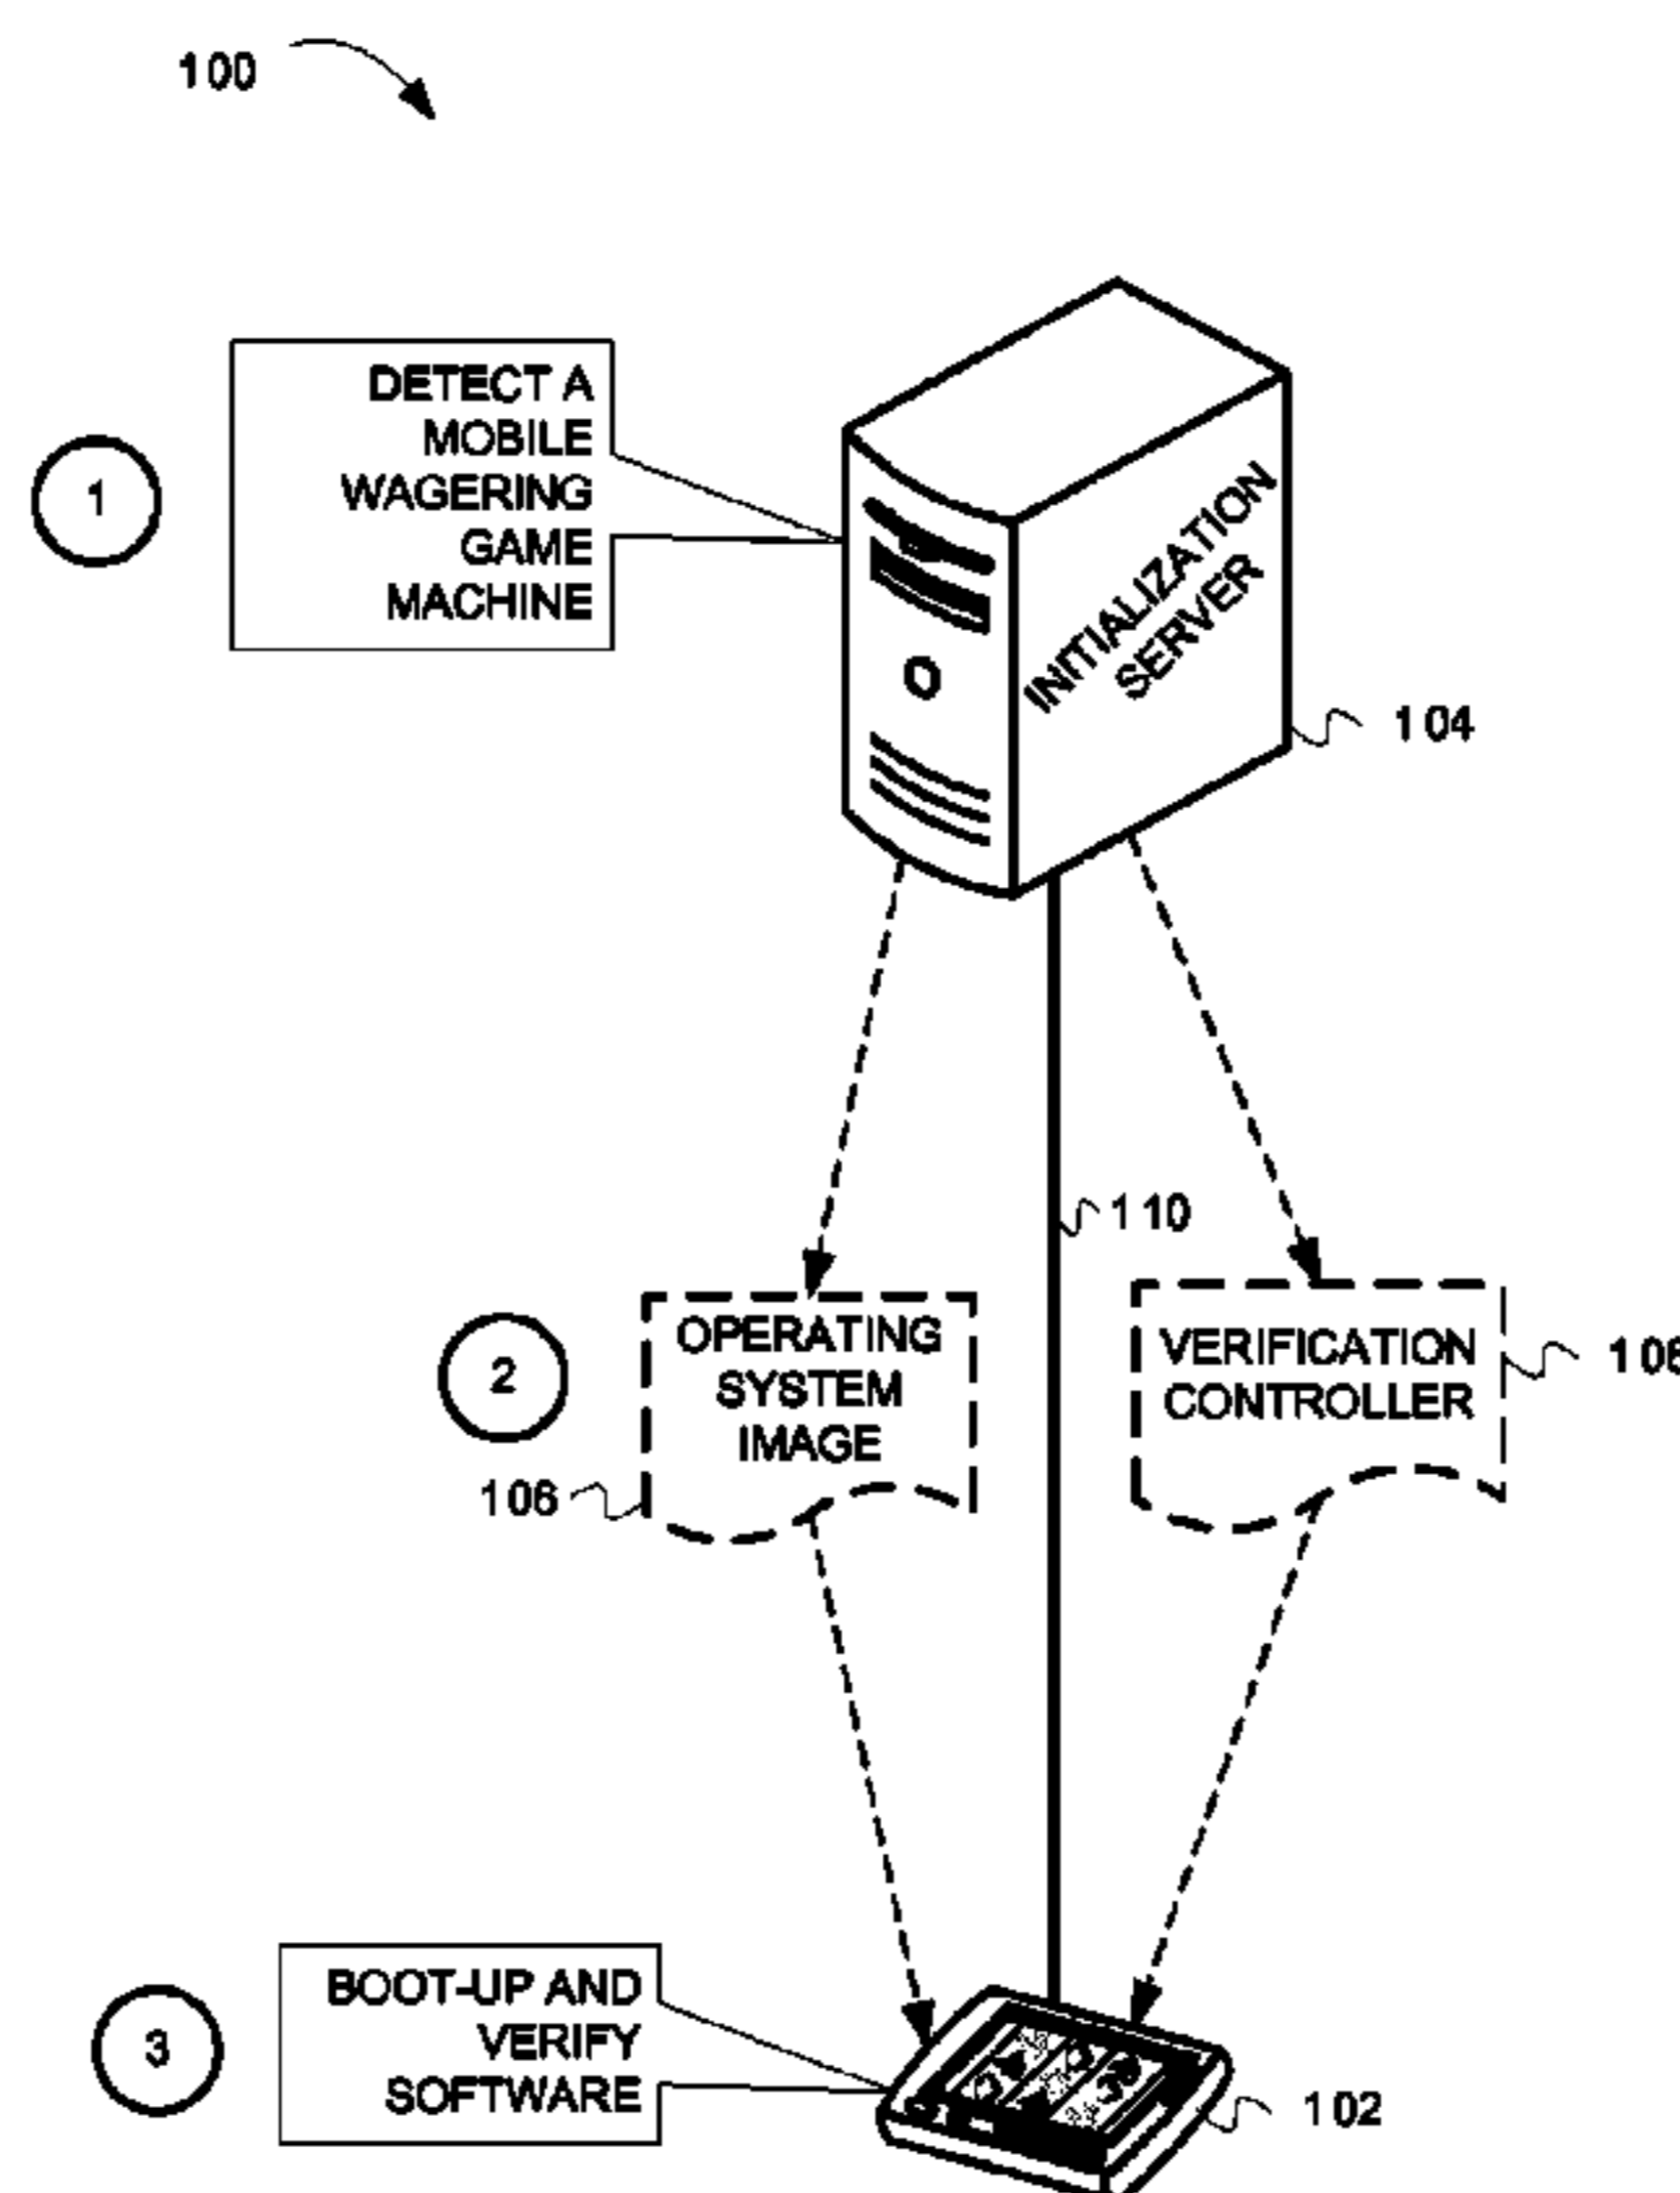 100
DETECT A
MOBILE
WAGERING
GAME
MACHINE
1
INITIALIZATION
SERVER
104
110
2
OPERATING
SYSTEM
IMAGE
106
VERIFICATION
CONTROLLER
3
BOOT-UP AND
VERIFY
SOFTWARE
102